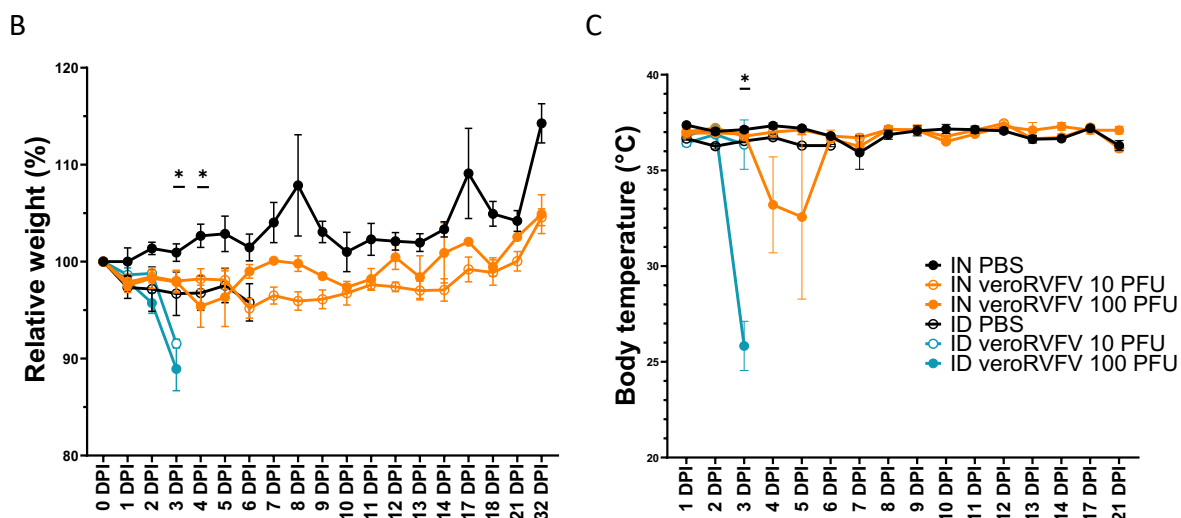 B
Relative weight (%)
120
110
100
90
80
* *
0 DPI
1 DPI
2 DPI
3 DPI
4 DPI
5 DPI
6 DPI
7 DPI
8 DPI
9 DPI
10 DPI
11 DPI
12 DPI
13 DPI
14 DPI
17 DPI
18 DPI
21 DPI
32 DPI
C
Body temperature (°C)
40
35
30
25
20
*
IN PBS
IN veroRVFV 10 PFU
IN veroRVFV 100 PFU
ID PBS
ID veroRVFV 10 PFU
ID veroRVFV 100 PFU
1 DPI
2 DPI
3 DPI
4 DPI
5 DPI
6 DPI
7 DPI
8 DPI
9 DPI
10 DPI
11 DPI
12 DPI
13 DPI
14 DPI
17 DPI
21 DPI